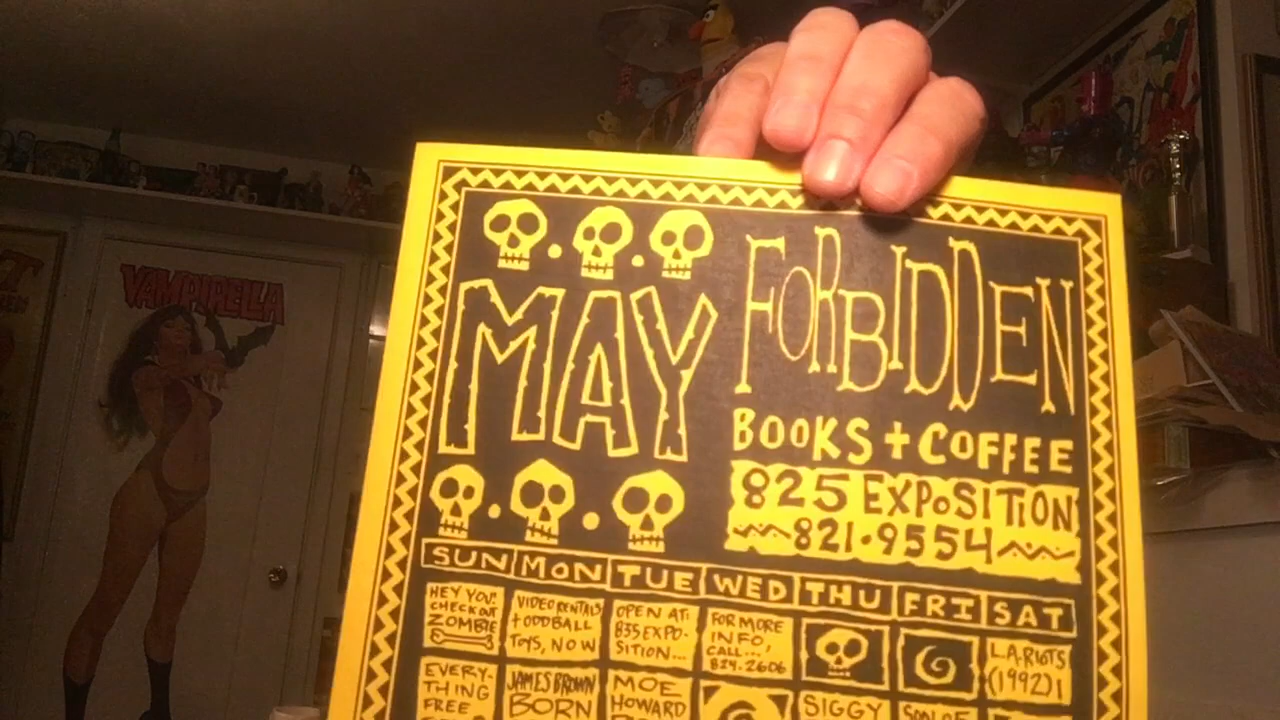 VAMPIRELLA
MAY
FORBIDDEN
BOOKS + COFFEE
825 EXPOSITION
821·9554
SUN MON TUE WED THU FRI SAT
HEY YOU!
CHECK OUT
ZOMBIE
VIDEO RENTALS
+ ODDBALL
TOYS, NOW
OPEN AT:
835 EXPO-
SITION...
FOR MORE
INFO,
CALL...
824.2606
L.A. RIOTS
(1992) 1
EVERY-
THING
FREE
JAMES BROWN
BORN
MOE
HOWARD
SIGGY